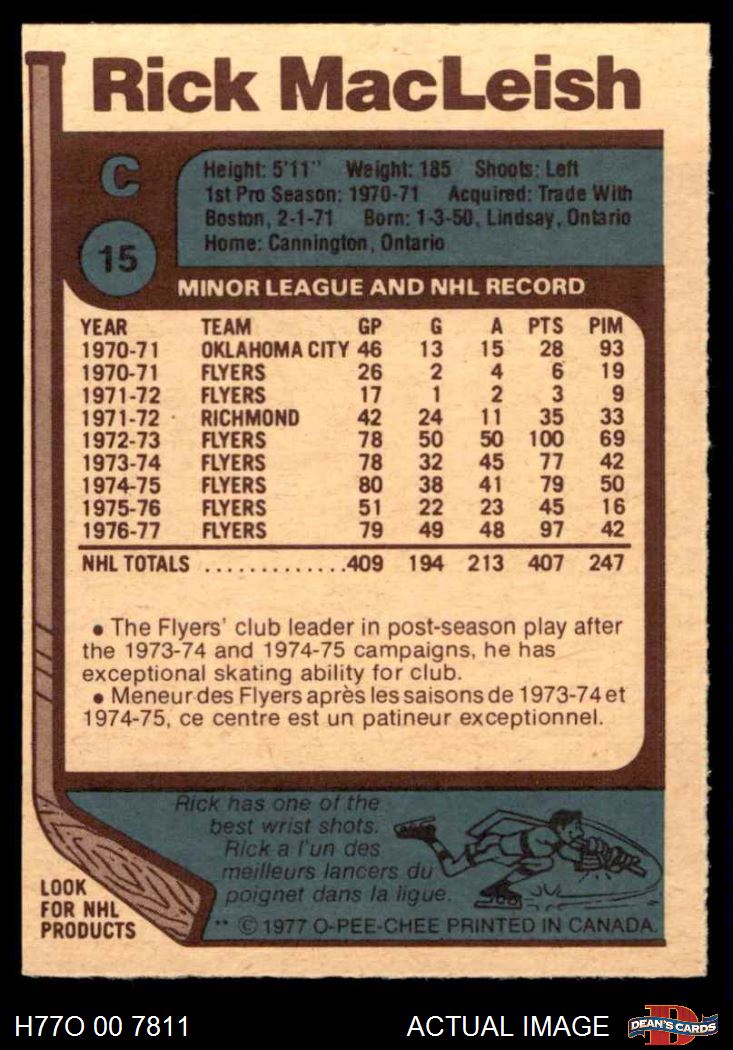 Rick MacLeish
C
Height: 5'11" Weight: 185 Shoots: Left
1st Pro Season: 1970-71 Acquired: Trade With
Boston, 2-1-71 Born: 1-3-50, Lindsay, Ontario
Home: Cannington, Ontario
15
MINOR LEAGUE AND NHL RECORD
YEAR TEAM GP G A PTS PIM
1970-71 OKLAHOMA CITY 46 13 15 28 93
1970-71 FLYERS 26 2 4 6 19
1971-72 FLYERS 17 1 2 3 9
1971-72 RICHMOND 42 24 11 35 33
1972-73 FLYERS 78 50 50 100 69
1973-74 FLYERS 78 32 45 77 42
1974-75 FLYERS 80 38 41 79 50
1975-76 FLYERS 51 22 23 45 16
1976-77 FLYERS 79 49 48 97 42
NHL TOTALS .............409 194 213 407 247
• The Flyers' club leader in post-season play after
the 1973-74 and 1974-75 campaigns, he has
exceptional skating ability for club.
• Meneur des Flyers après les saisons de 1973-74 et
1974-75, ce centre est un patineur exceptionnel.
Rick has one of the
best wrist shots.
Rick a l'un des
meilleurs lancers du
poignet dans la ligue.
LOOK
FOR NHL
PRODUCTS
** © 1977 O-PEE-CHEE PRINTED IN CANADA.
H77O 00 7811 ACTUAL IMAGE
D
DEAN'S CARDS